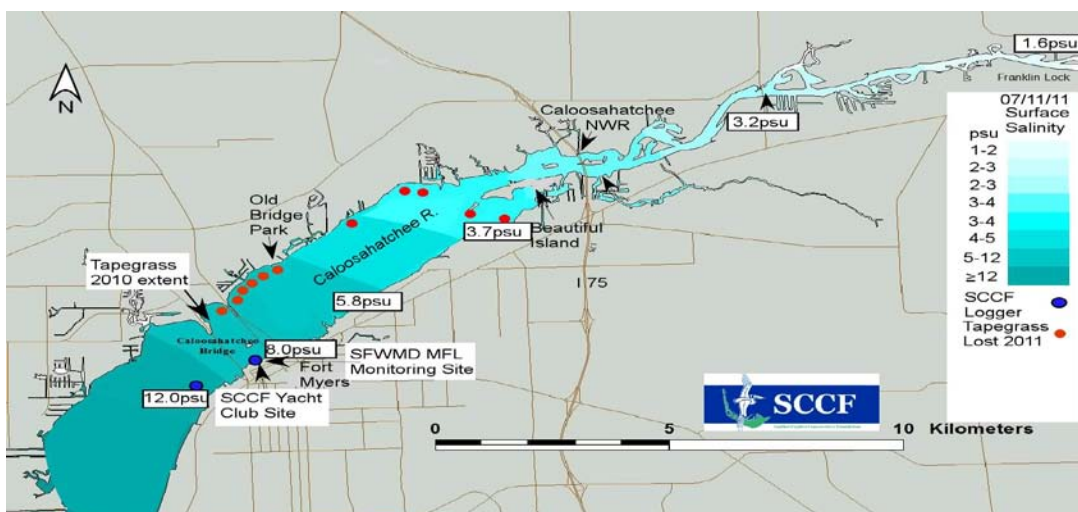 1.6psu
Franklin Lock
07/11/11
Surface
Salinity
psu
1-2
2-3
2-3
3-4
3-4
4-5
5-12
≥12
SCCF
Logger
Tapegrass
Lost 2011
N
Caloosahatchee
NWR
3.2psu
Old
Bridge
Park
Caloosahatchee R.
3.7psu
Beautiful
Island
Tapegrass
2010 extent
I 75
5.8psu
Caloosahatchee
Bridge
8.0psu
SFWMD MFL
Monitoring Site
Fort
Myers
12.0psu
SCCF Yacht
Club Site
SCCF
0 5 10 Kilometers